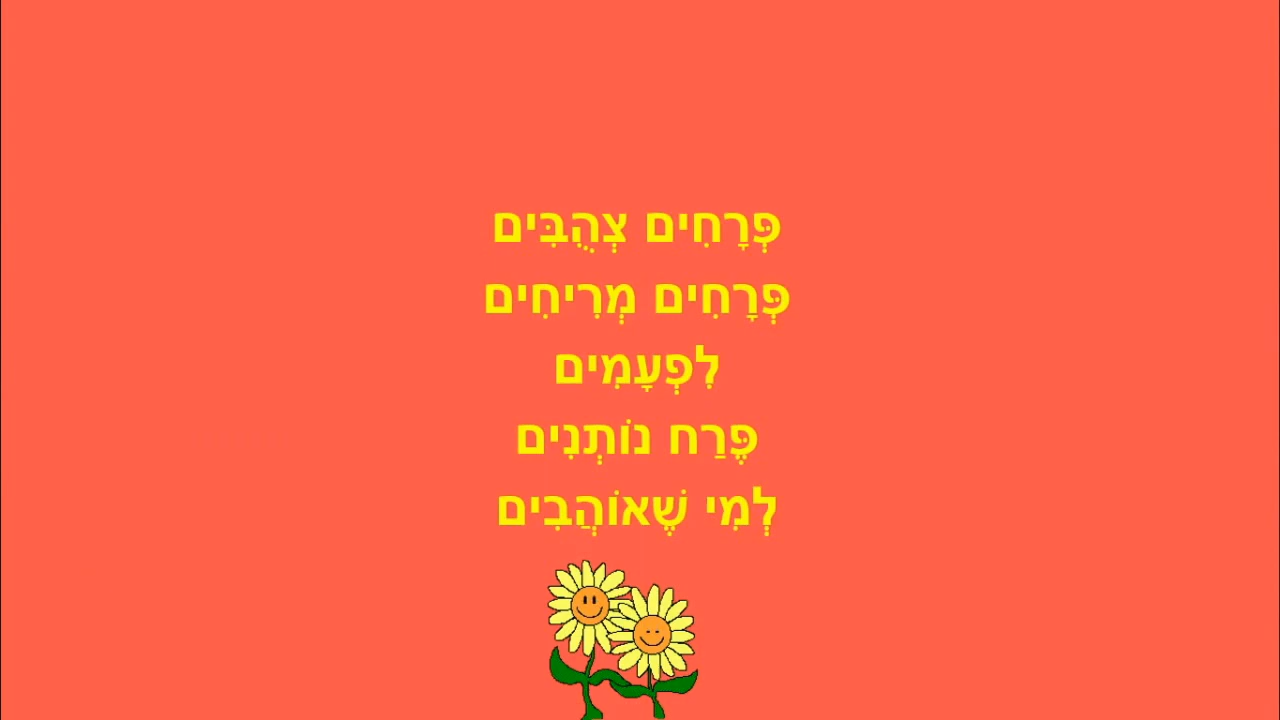 פְּרָחִים צְהֻבִּים
פְּרָחִים מְרִיחִים
לִפְעָמִים
פֶּרַח נוֹתְנִים
לְמִי שֶׁאוֹהֲבִים